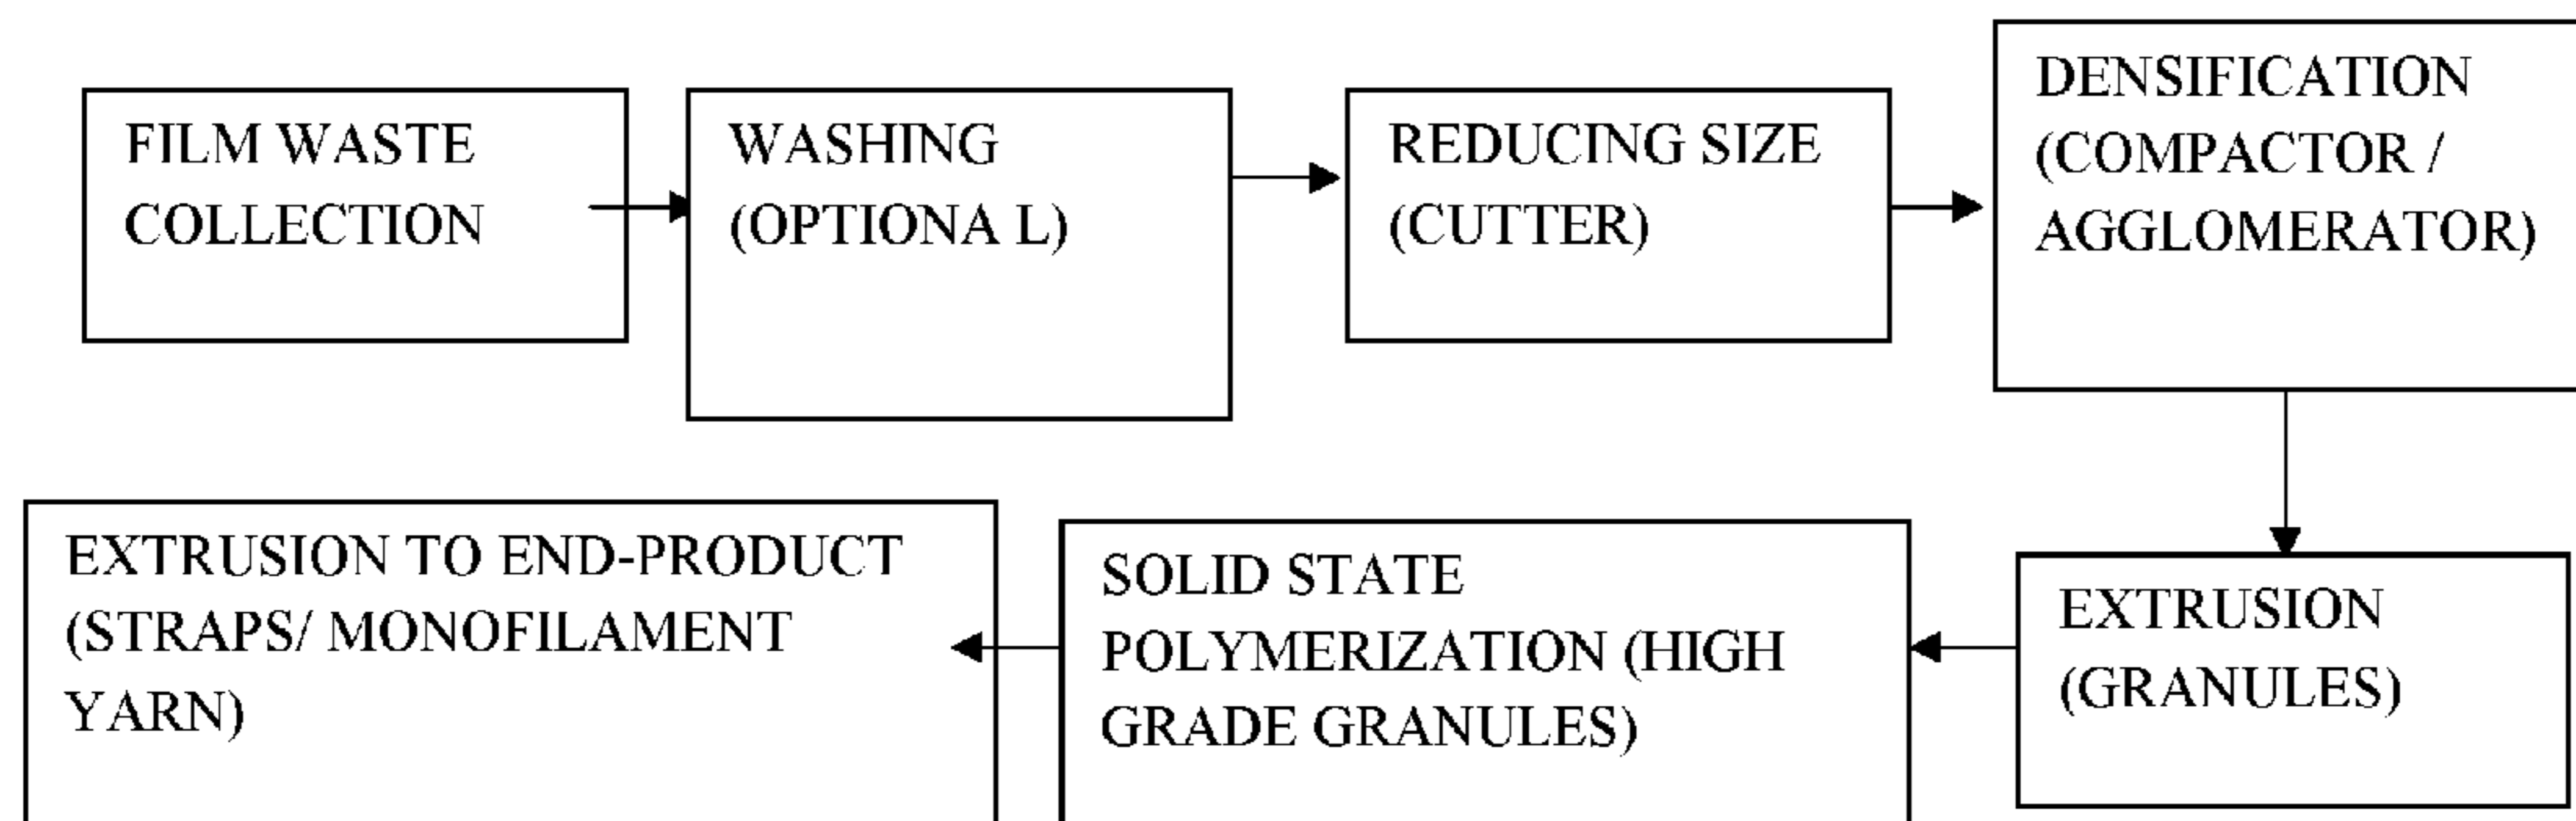 FILM WASTE
COLLECTION
WASHING
(OPTIONA L)
REDUCING SIZE
(CUTTER)
DENSIFICATION
(COMPACTOR /
AGGLOMERATOR)
EXTRUSION
(GRANULES)
SOLID STATE
POLYMERIZATION (HIGH
GRADE GRANULES)
EXTRUSION TO END-PRODUCT
(STRAPS/ MONOFILAMENT
YARN)